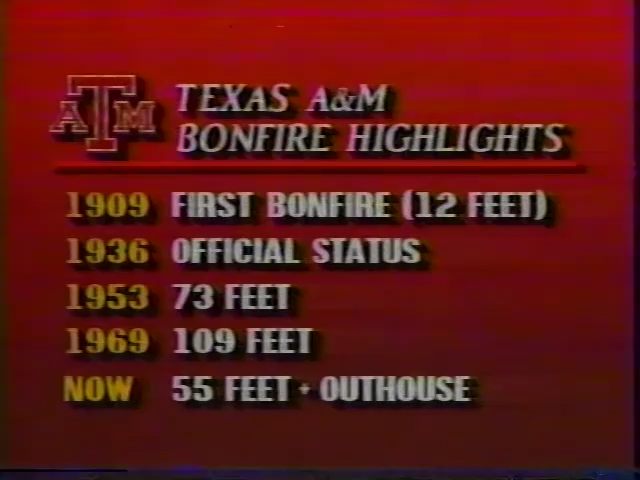 ATM
TEXAS A&M
BONFIRE HIGHLIGHTS
1909 FIRST BONFIRE (12 FEET)
1936 OFFICIAL STATUS
1953 73 FEET
1969 109 FEET
NOW 55 FEET + OUTHOUSE